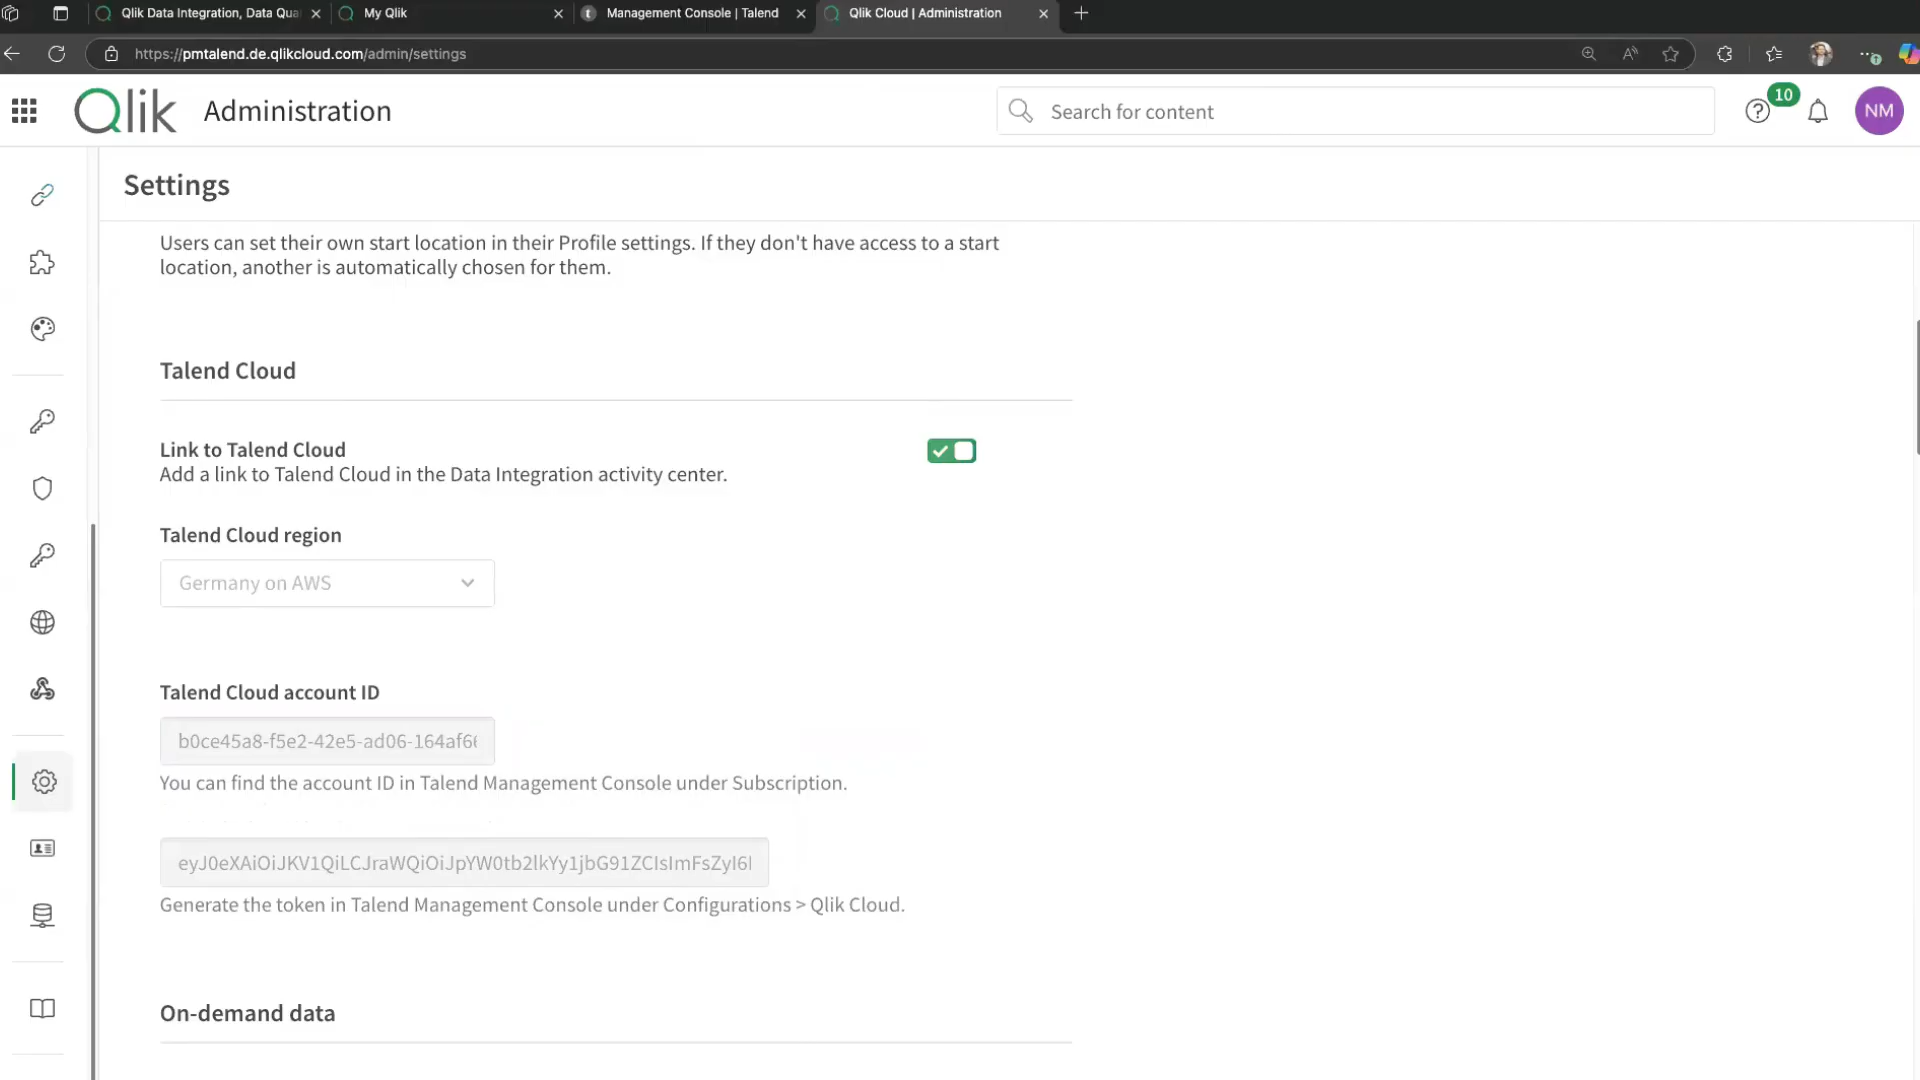 Qlik Data Integration, Data Qua
My Qlik
Management Console | Talend
Qlik Cloud | Administration
https://pmtalend.de.qlikcloud.com/admin/settings
Qlik Administration
Search for content
10
NM
Settings
Users can set their own start location in their Profile settings. If they don't have access to a start
location, another is automatically chosen for them.
Talend Cloud
Link to Talend Cloud
Add a link to Talend Cloud in the Data Integration activity center.
Talend Cloud region
Germany on AWS
Talend Cloud account ID
b0ce45a8-f5e2-42e5-ad06-164af66
You can find the account ID in Talend Management Console under Subscription.
eyJ0eXAiOiJKV1QiLCJraWQiOiJpYW0tb2lkYy1jbG91ZCIsImFsZyI6I
Generate the token in Talend Management Console under Configurations > Qlik Cloud.
On-demand data